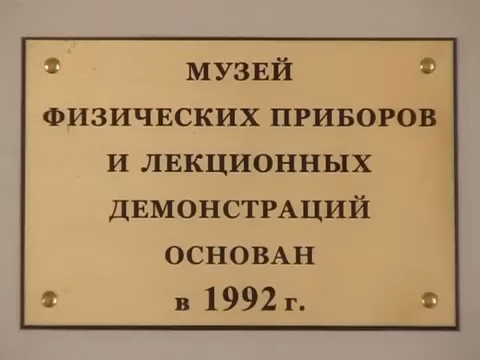 МУЗЕЙ
ФИЗИЧЕСКИХ ПРИБОРОВ
И ЛЕКЦИОННЫХ
ДЕМОНСТРАЦИЙ
ОСНОВАН
в 1992 г.